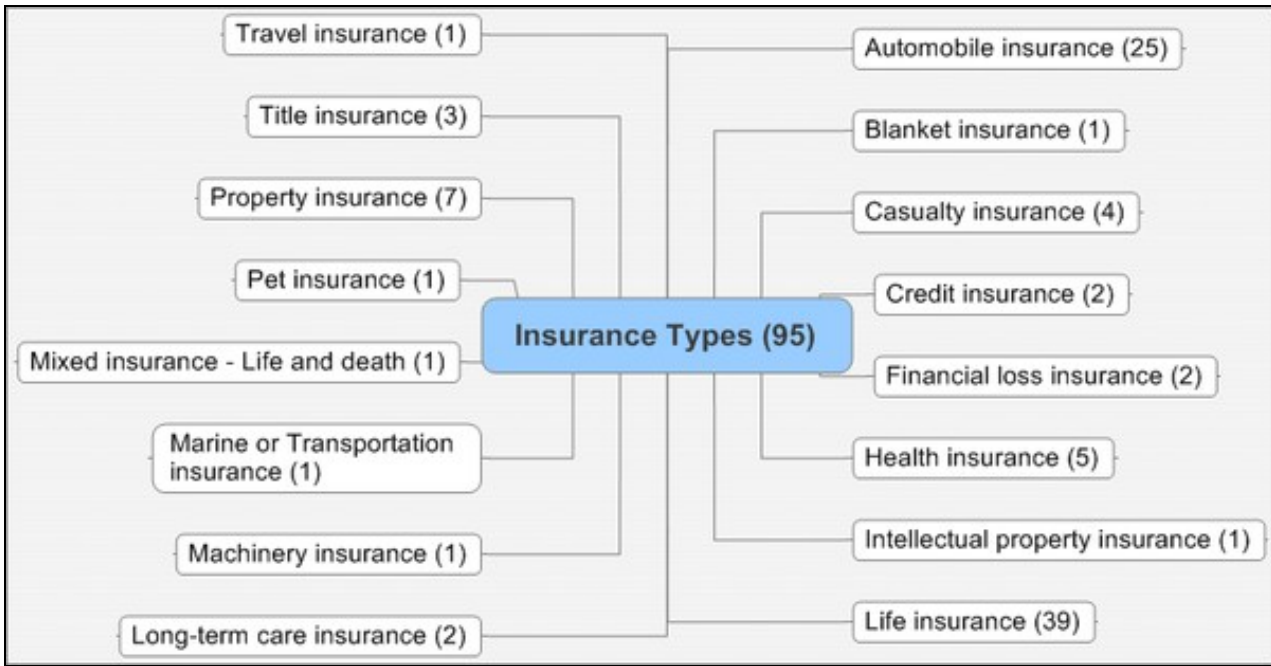 Travel insurance (1)
Title insurance (3)
Property insurance (7)
Pet insurance (1)
Mixed insurance - Life and death (1)
Marine or Transportation
insurance (1)
Machinery insurance (1)
Long-term care insurance (2)
Insurance Types (95)
Automobile insurance (25)
Blanket insurance (1)
Casualty insurance (4)
Credit insurance (2)
Financial loss insurance (2)
Health insurance (5)
Intellectual property insurance (1)
Life insurance (39)